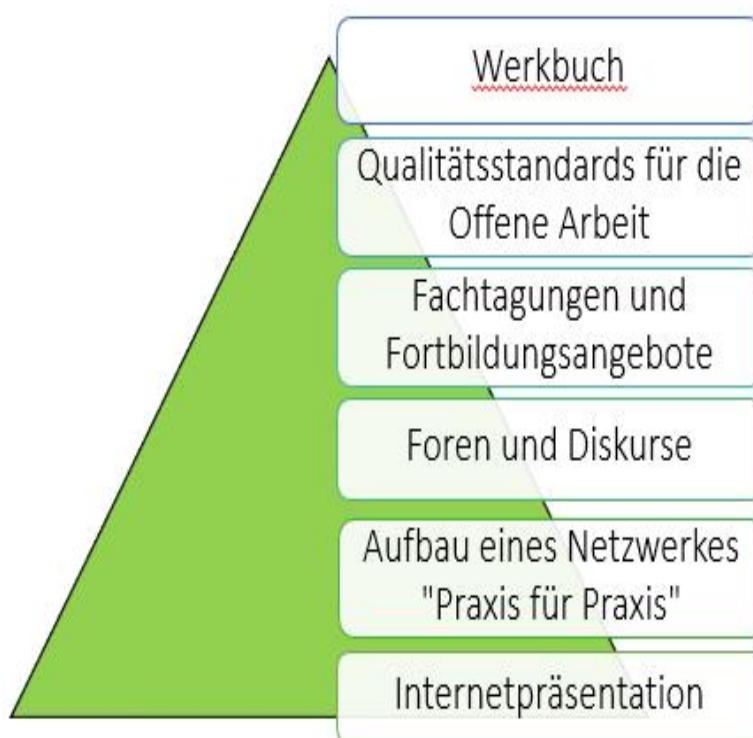 Werkbuch
Qualitätsstandards für die
Offene Arbeit
Fachtagungen und
Fortbildungsangebote
Foren und Diskurse
Aufbau eines Netzwerkes
"Praxis für Praxis"
Internetpräsentation